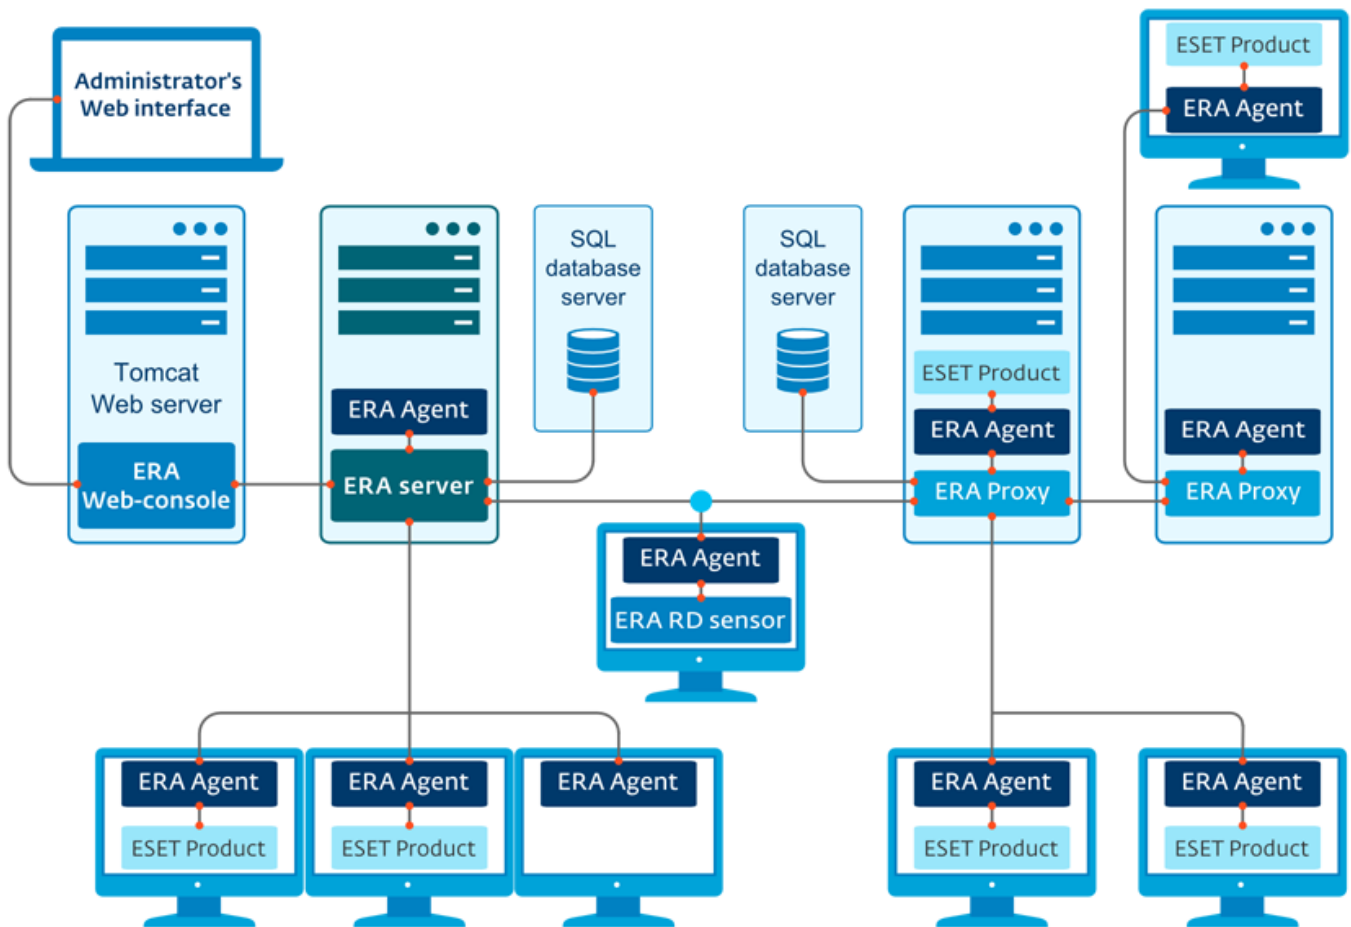 Administrator's
Web interface
ESET Product
ERA Agent
Tomcat
Web server
ERA
Web-console
ERA Agent
ERA server
SQL
database
server
SQL
database
server
ESET Product
ERA Agent
ERA Proxy
ERA Agent
ERA Proxy
ERA Agent
ERA RD sensor
ERA Agent
ESET Product
ERA Agent
ESET Product
ERA Agent
ERA Agent
ESET Product
ERA Agent
ESET Product